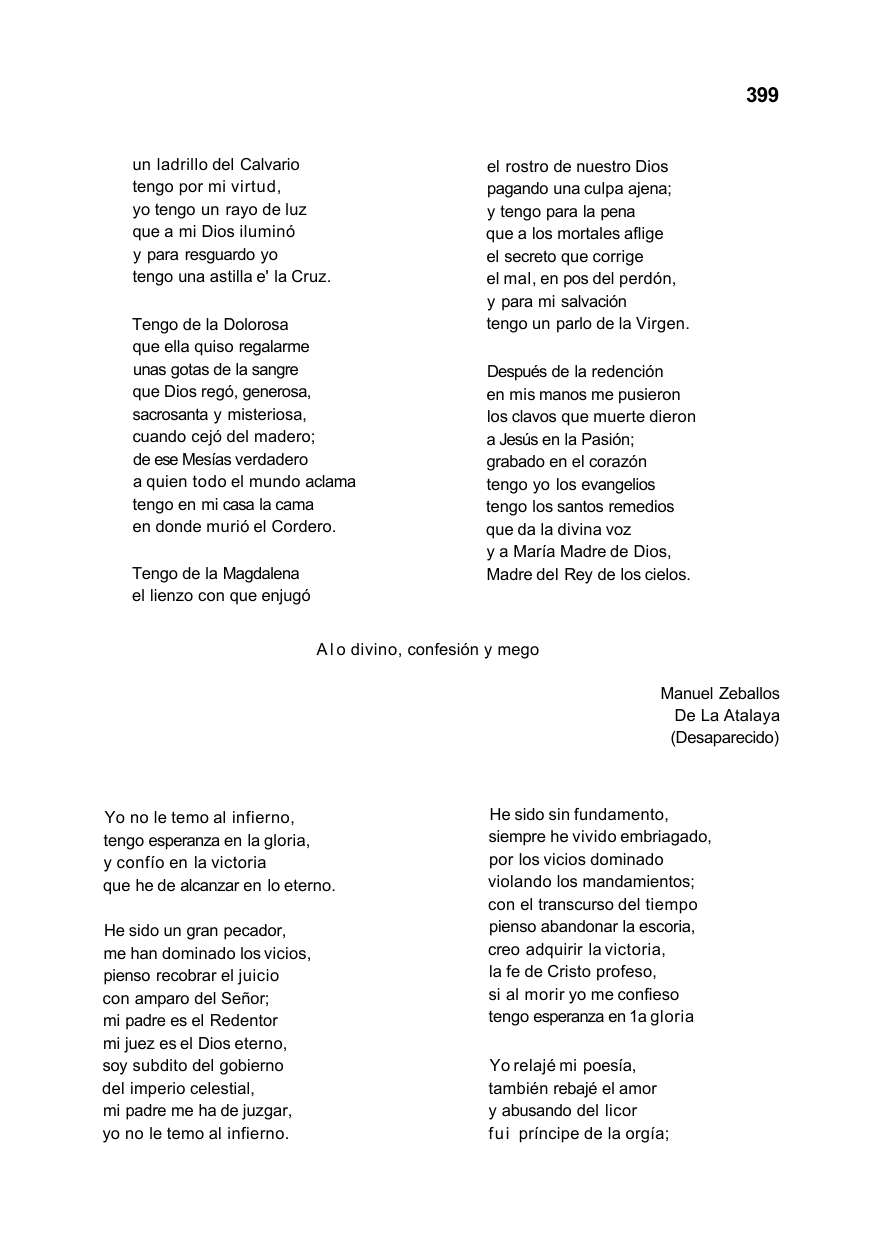 399
un ladrillo del Calvario
tengo por mi virtud,
yo tengo un rayo de luz
que a mi Dios iluminó
y para resguardo yo
tengo una astilla e' la Cruz.
Tengo de la Dolorosa
que ella quiso regalarme
unas gotas de la sangre
que Dios regó, generosa,
sacrosanta y misteriosa,
cuando cejó del madero;
de ese Mesías verdadero
a quien todo el mundo aclama
tengo en mi casa la cama
en donde murió el Cordero.
Tengo de la Magdalena
el lienzo con que enjugó
el rostro de nuestro Dios
pagando una culpa ajena;
y tengo para la pena
que a los mortales aflige
el secreto que corrige
el mal, en pos del perdón,
y para mi salvación
tengo un parlo de la Virgen.
Después de la redención
en mis manos me pusieron
los clavos que muerte dieron
a Jesús en la Pasión;
grabado en el corazón
tengo yo los evangelios
tengo los santos remedios
que da la divina voz
y a María Madre de Dios,
Madre del Rey de los cielos.
A lo divino, confesión y mego
Manuel Zeballos
De La Atalaya
(Desaparecido)
Yo no le temo al infierno,
tengo esperanza en la gloria,
y confío en la victoria
que he de alcanzar en lo eterno.
He sido un gran pecador,
me han dominado los vicios,
pienso recobrar el juicio
con amparo del Señor;
mi padre es el Redentor
mi juez es el Dios eterno,
soy subdito del gobierno
del imperio celestial,
mi padre me ha de juzgar,
yo no le temo al infierno.
He sido sin fundamento,
siempre he vivido embriagado,
por los vicios dominado
violando los mandamientos;
con el transcurso del tiempo
pienso abandonar la escoria,
creo adquirir la victoria,
la fe de Cristo profeso,
si al morir yo me confieso
tengo esperanza en 1a gloria
Yo relajé mi poesía,
también rebajé el amor
y abusando del licor
fui príncipe de la orgía;